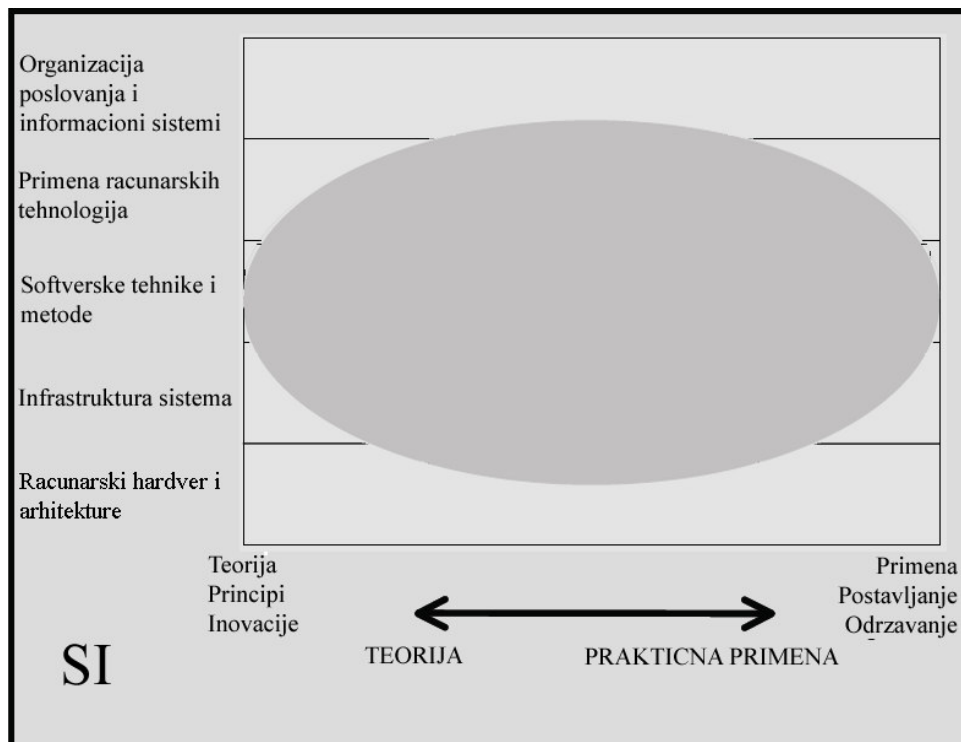 Organizacija
poslovanja i
informacioni sistemi
Primena racunarskih
tehnologija
Softverske tehnike i
metode
Infrastruktura sistema
Racunarski hardver i
arhitekture
Teorija
Principi
Inovacije
Primena
Postavljanje
Odrzavanje
TEORIJA
PRAKTICNA PRIMENA
SI